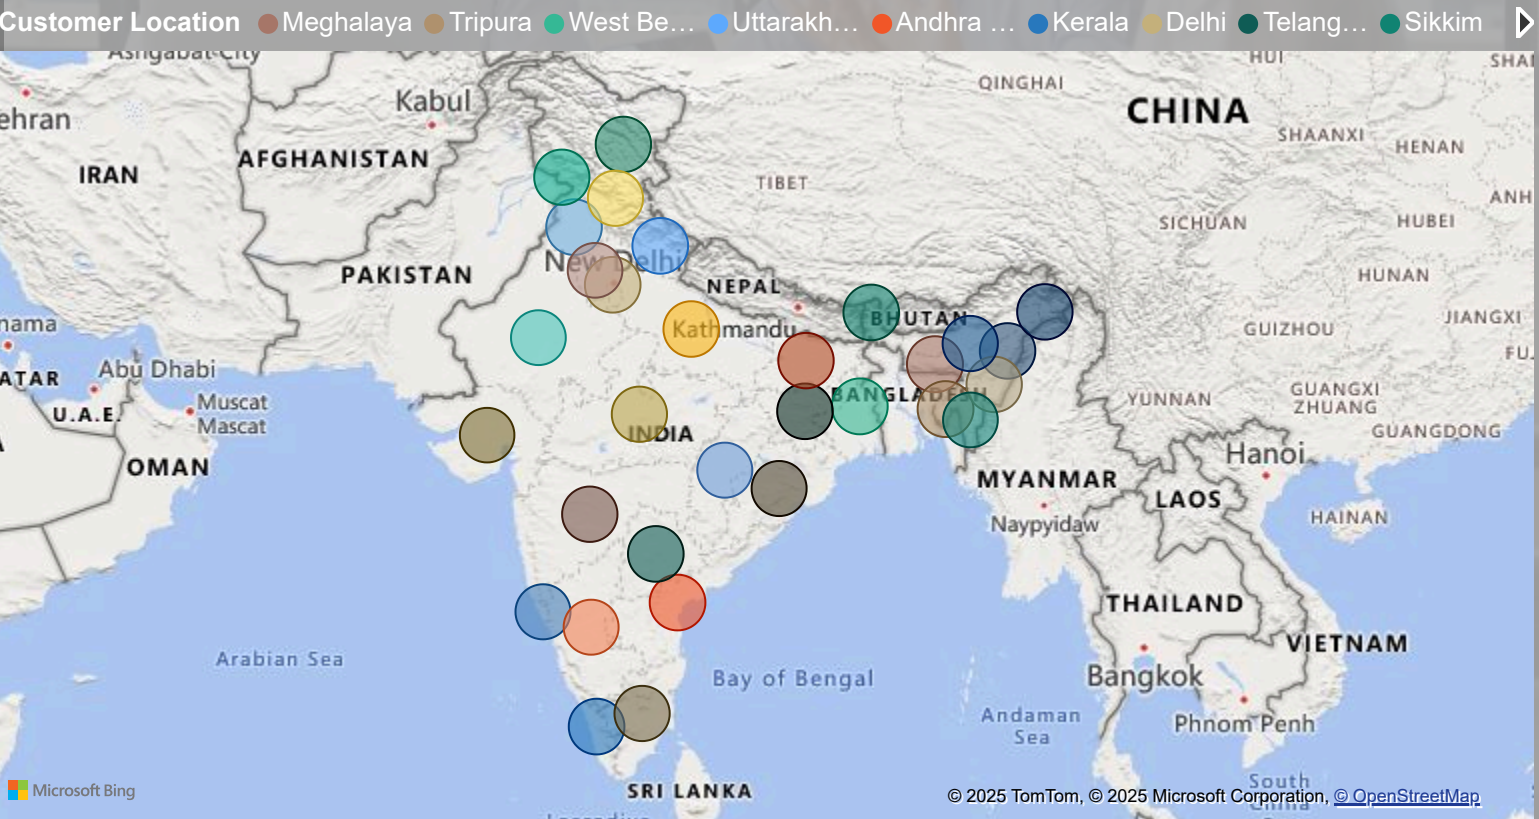 Customer Location Meghalaya Tripura West Be... Uttarakh... Andhra ... Kerala Delhi Telang... Sikkim
HUI
QINGHAI
Kabul
CHINA
SHAANXI
HENAN
AFGHANISTAN
IRAN
TIBET
SICHUAN
HUBEI
New Delhi
PAKISTAN
NEPAL
HUNAN
BHUTAN
Kathmandu
GUIZHOU
JIANGXI
Abu Dhabi
BANGLADESH
GUANGXI
ZHUANG
YUNNAN
U.A.E.
Muscat
Muscat
INDIA
GUANGDONG
Hanoi
OMAN
MYANMAR
LAOS
Naypyidaw
HAINAN
THAILAND
VIETNAM
Arabian Sea
Bay of Bengal
Bangkok
Andaman
Sea
Phnom Penh
South
Microsoft Bing
SRI LANKA
© 2025 TomTom, © 2025 Microsoft Corporation, © OpenStreetMap